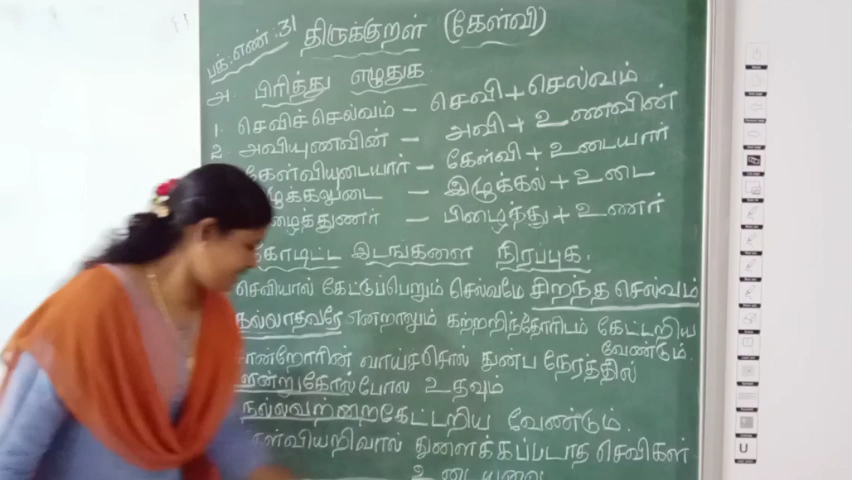 பக். எண் : 31 திருக்குறள் (கேள்வி)
அ. பிரித்து எழுதுக.
1. செவிச்செல்வம் - செவி + செல்வம்
2. அவியுணவின் - அவி + உணவின்
கேள்வியுடையார் - கேள்வி + உடையார்
ழுக்கலுடை - இழுக்கல் + உடை
ழைத்துணர் - பிழைத்து + உணர்
கோடிட்ட இடங்களை நிரப்புக.
செவியால் கேட்டுப்பெறும் செல்வமே சிறந்த செல்வம்
கல்லாதவரே என்றாலும் கற்றறிந்தோரிடம் கேட்டறிய
வேண்டும்.
சான்றோரின் வாய்ச்சொல் துன்ப நேரத்தில்
போல உதவும்
நல்லவற்றை கேட்டறிய வேண்டும்.
கேள்வியறிவால் துளைக்கப்படாத செவிகள்